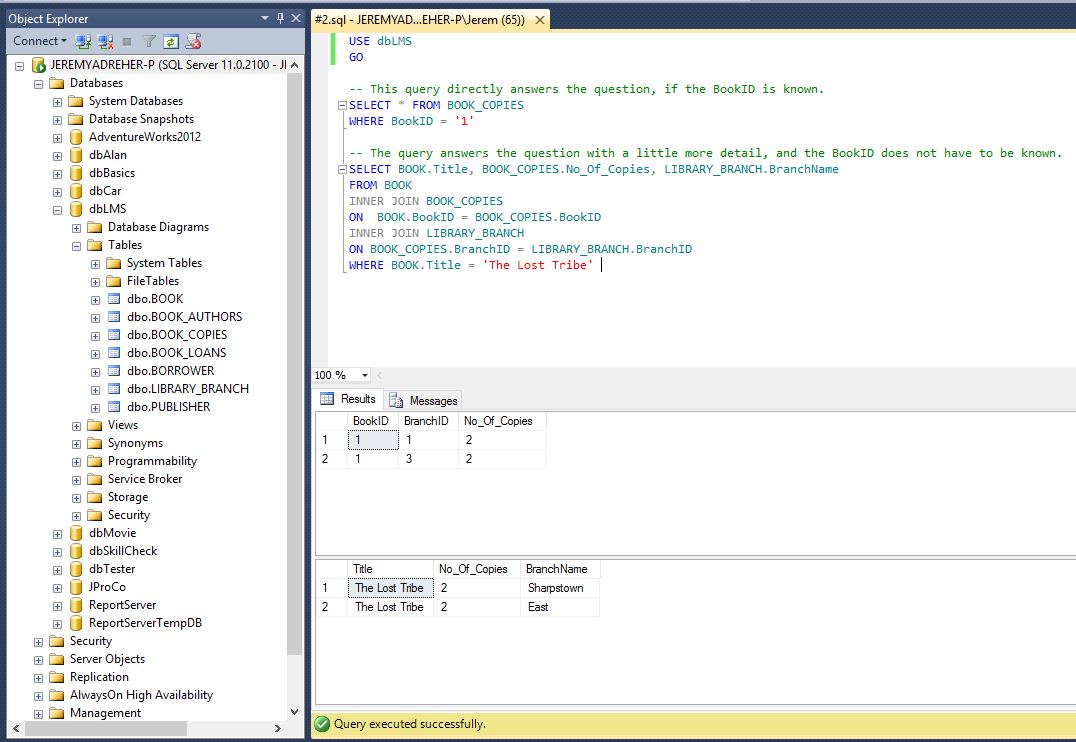 Object Explorer
Connect
JEREMYADREHER-P (SQL Server 11.0.2100 - JE
Databases
System Databases
Database Snapshots
AdventureWorks2012
dbAlan
dbBasics
dbCar
dbLMS
Database Diagrams
Tables
System Tables
FileTables
dbo.BOOK
dbo.BOOK_AUTHORS
dbo.BOOK_COPIES
dbo.BOOK_LOANS
dbo.BORROWER
dbo.LIBRARY_BRANCH
dbo.PUBLISHER
Views
Synonyms
Programmability
Service Broker
Storage
Security
dbMovie
dbSkillCheck
dbTester
JProCo
ReportServer
ReportServerTempDB
Security
Server Objects
Replication
AlwaysOn High Availability
Management
#2.sql - JEREMYAD...EHER-P\Jerem (65))
USE dbLMS
GO
-- This query directly answers the question, if the BookID is known.
SELECT * FROM BOOK_COPIES
WHERE BookID = '1'
-- The query answers the question with a little more detail, and the BookID does not have to be known.
SELECT BOOK.Title, BOOK_COPIES.No_Of_Copies, LIBRARY_BRANCH.BranchName
FROM BOOK
INNER JOIN BOOK_COPIES
ON  BOOK.BookID = BOOK_COPIES.BookID
INNER JOIN LIBRARY_BRANCH
ON BOOK_COPIES.BranchID = LIBRARY_BRANCH.BranchID
WHERE BOOK.Title = 'The Lost Tribe'
100 %
Results Messages
BookID BranchID No_Of_Copies
1 1 1 2
2 1 3 2
Title No_Of_Copies BranchName
1 The Lost Tribe 2 Sharpstown
2 The Lost Tribe 2 East
Query executed successfully.